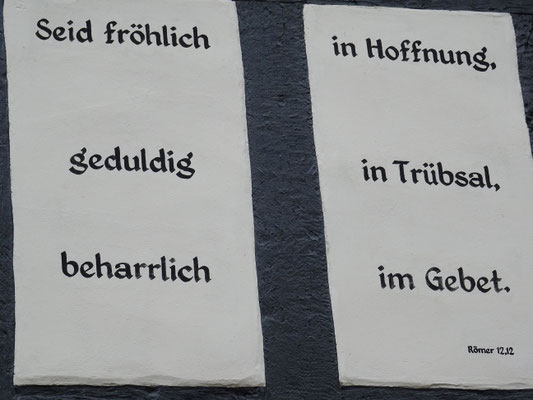 Seid fröhlich in Hoffnung,
geduldig in Trübsal,
beharrlich im Gebet.
Römer 12,12